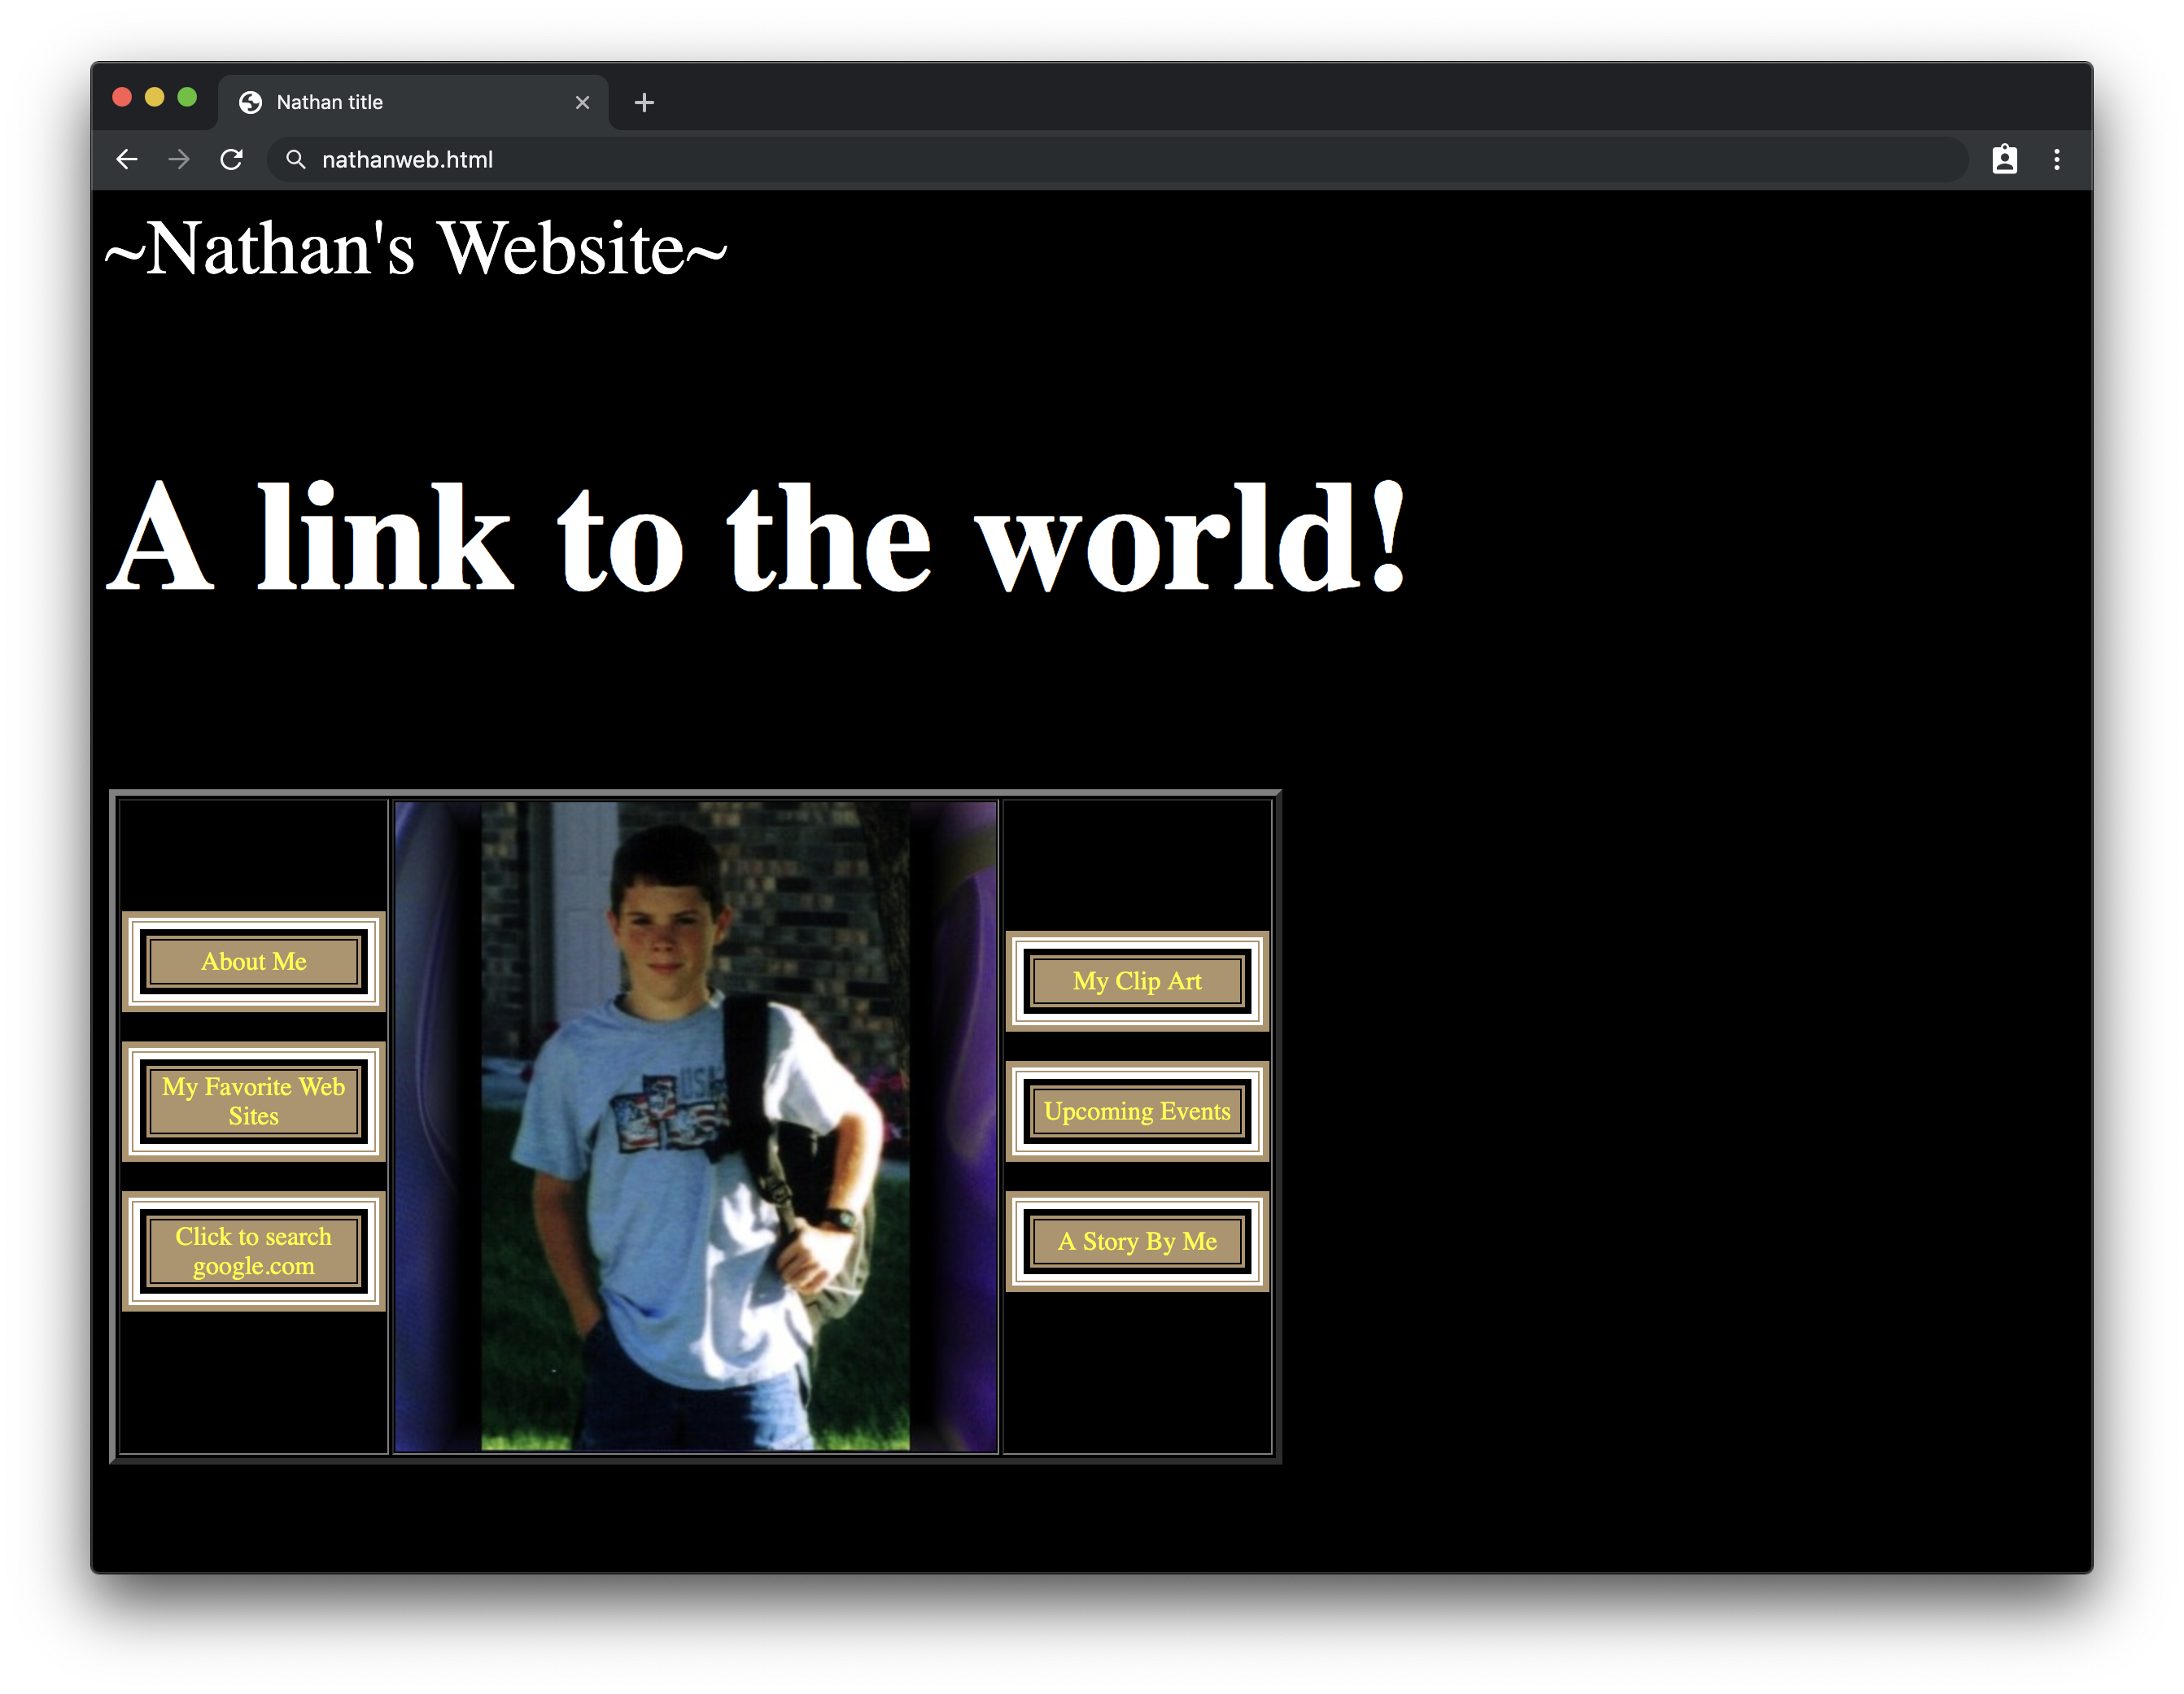 Nathan title
nathanweb.html
~Nathan's Website~
A link to the world!
About Me
My Favorite Web
Sites
Click to search
google.com
My Clip Art
Upcoming Events
A Story By Me